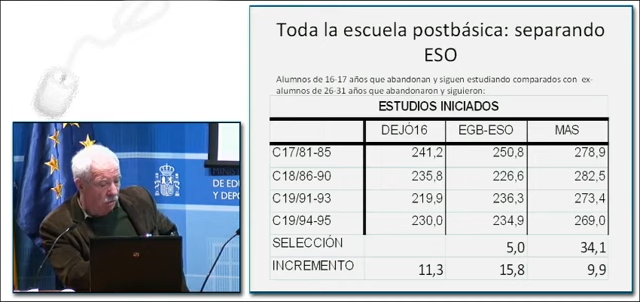 Toda la escuela postbásica: separando
ESO
Alumnos de 16-17 años que abandonan y siguen estudiando comparados con ex-
alumnos de 26-31 años que abandonaron y siguieron:
ESTUDIOS INICIADOS
DEJÓ16 EGB-ESO MAS
C17/81-85 241,2 250,8 278,9
C18/86-90 235,8 226,6 282,5
C19/91-93 219,9 236,3 273,4
C19/94-95 230,0 234,9 269,0
SELECCIÓN 5,0 34,1
INCREMENTO 11,3 15,8 9,9
DE EDU
Y DEPO